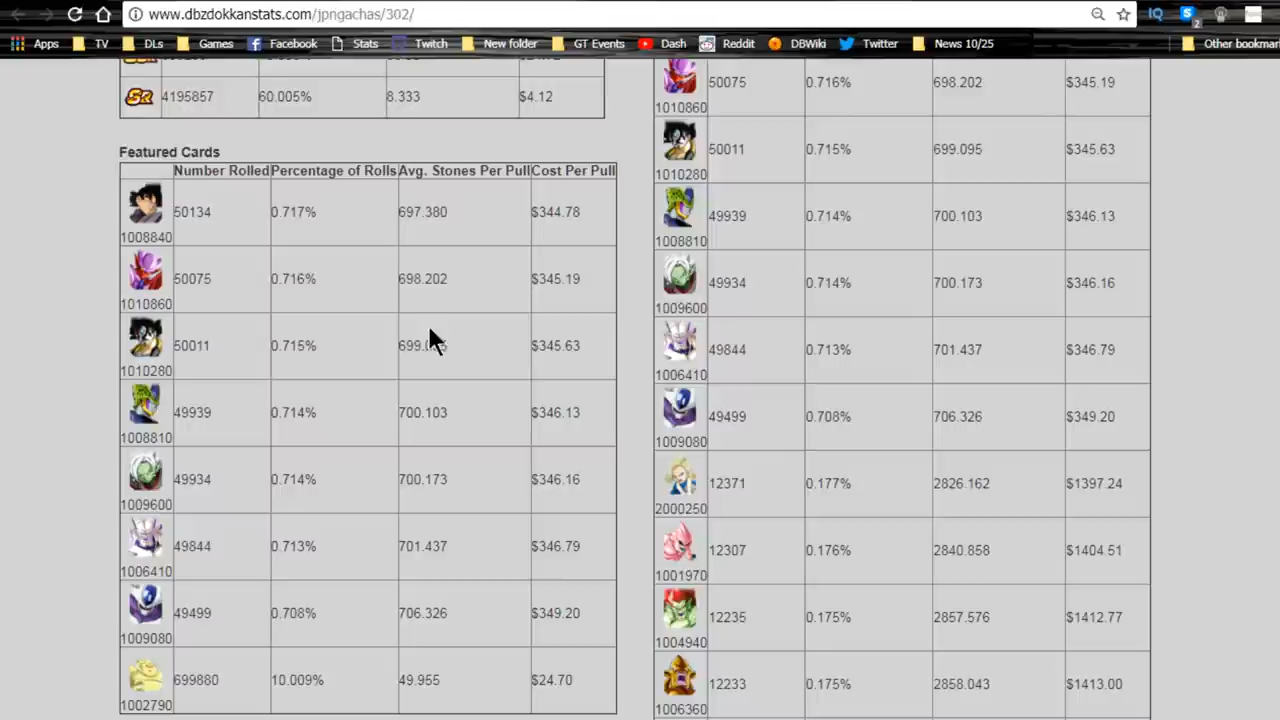 www.dbzdokkanstats.com/jpngachas/302/
IQ
2
Apps TV DLs Games Facebook Stats Twitch New folder GT Events Dash Reddit DBWiki Twitter News 10/25 Other bookmar
SR 4195857 60.005% 8.333 $4.12
Featured Cards
Number Rolled Percentage of Rolls Avg. Stones Per Pull Cost Per Pull
50134 0.717% 697.380 $344.78
1008840
50075 0.716% 698.202 $345.19
1010860
50011 0.715% $345.63
1010280
49939 0.714% 700.103 $346.13
1008810
49934 0.714% 700.173 $346.16
1009600
49844 0.713% 701.437 $346.79
1006410
49499 0.708% 706.326 $349.20
1009080
699880 10.009% 49.955 $24.70
1002790
50075 0.716% 698.202 $345.19
1010860
50011 0.715% 699.095 $345.63
1010280
49939 0.714% 700.103 $346.13
1008810
49934 0.714% 700.173 $346.16
1009600
49844 0.713% 701.437 $346.79
1006410
49499 0.708% 706.326 $349.20
1009080
12371 0.177% 2826.162 $1397.24
2000250
12307 0.176% 2840.858 $1404.51
1001970
12235 0.175% 2857.576 $1412.77
1004940
12233 0.175% 2858.043 $1413.00
1006360